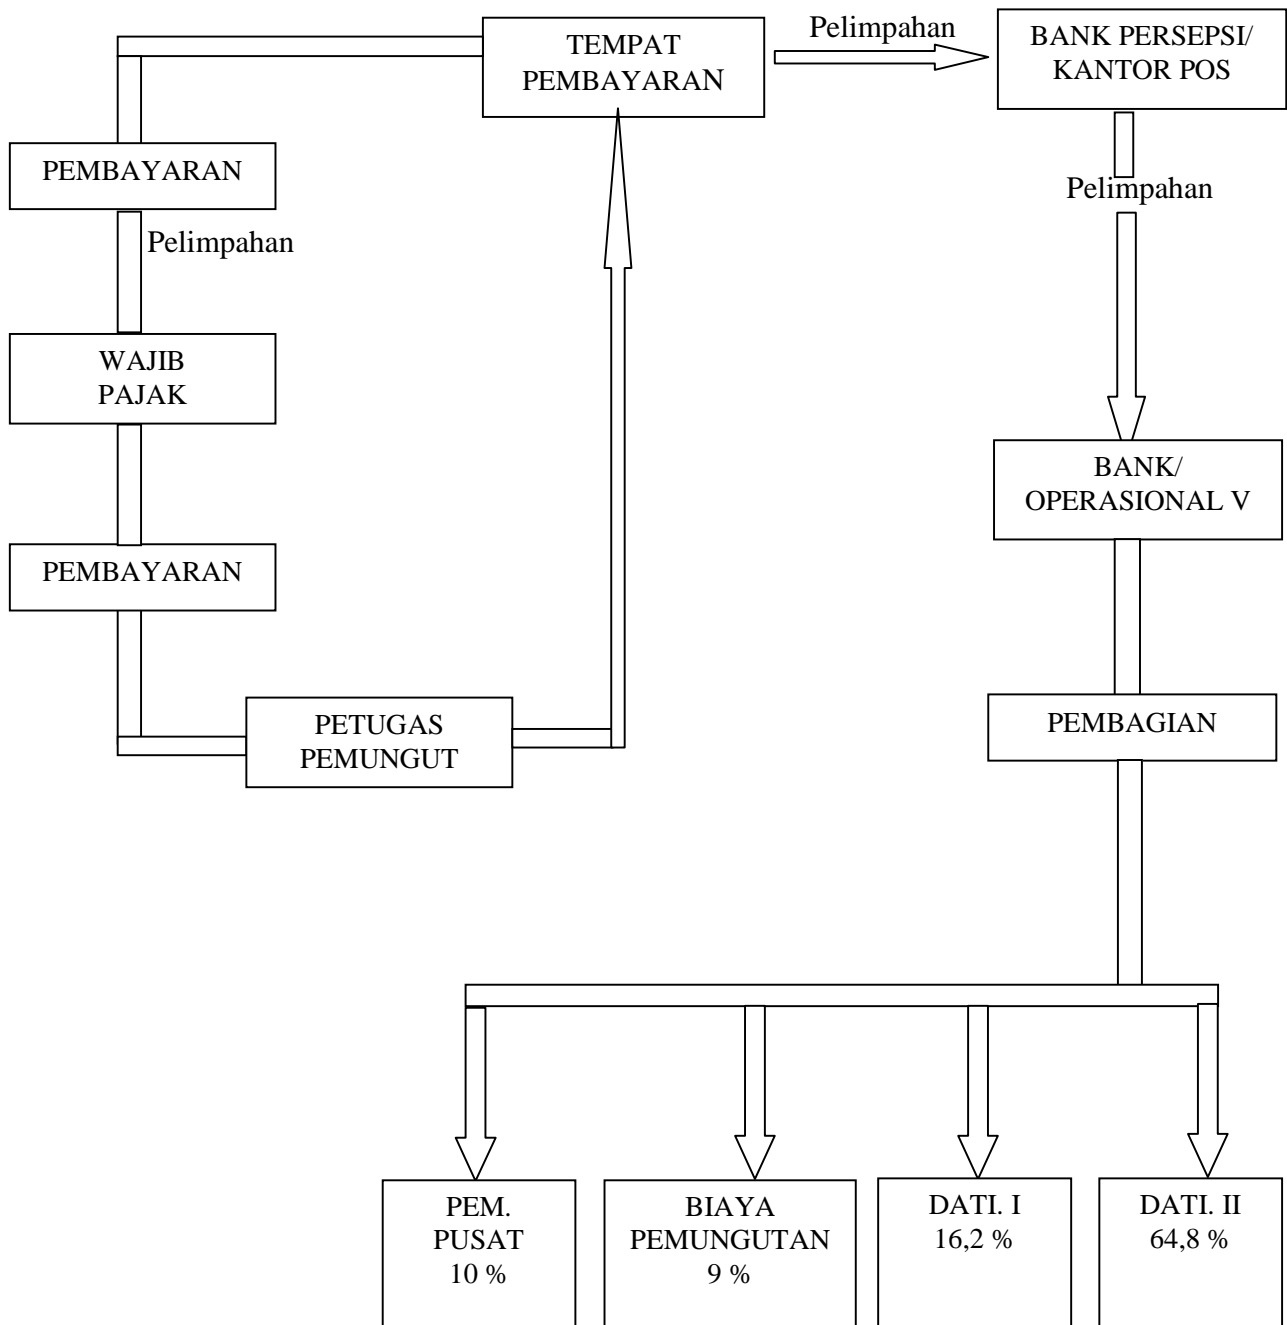 TEMPAT
PEMBAYARAN
Pelimpahan
BANK PERSEPSI/
KANTOR POS
PEMBAYARAN
Pelimpahan
Pelimpahan
WAJIB
PAJAK
BANK/
OPERASIONAL V
PEMBAYARAN
PETUGAS
PEMUNGUT
PEMBAGIAN
PEM.
PUSAT
10 %
BIAYA
PEMUNGUTAN
9 %
DATI. I
16,2 %
DATI. II
64,8 %